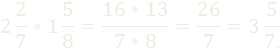 2 2/7 * 1 5/8 = 16 * 13 / 7 * 8 = 26/7 = 3 5/7.